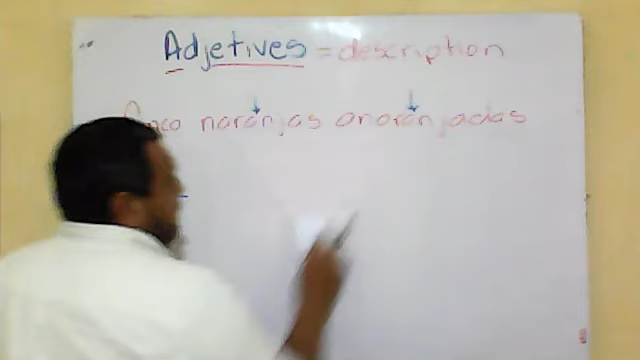 Adjetives = description
Cinco naranjas anaranjadas